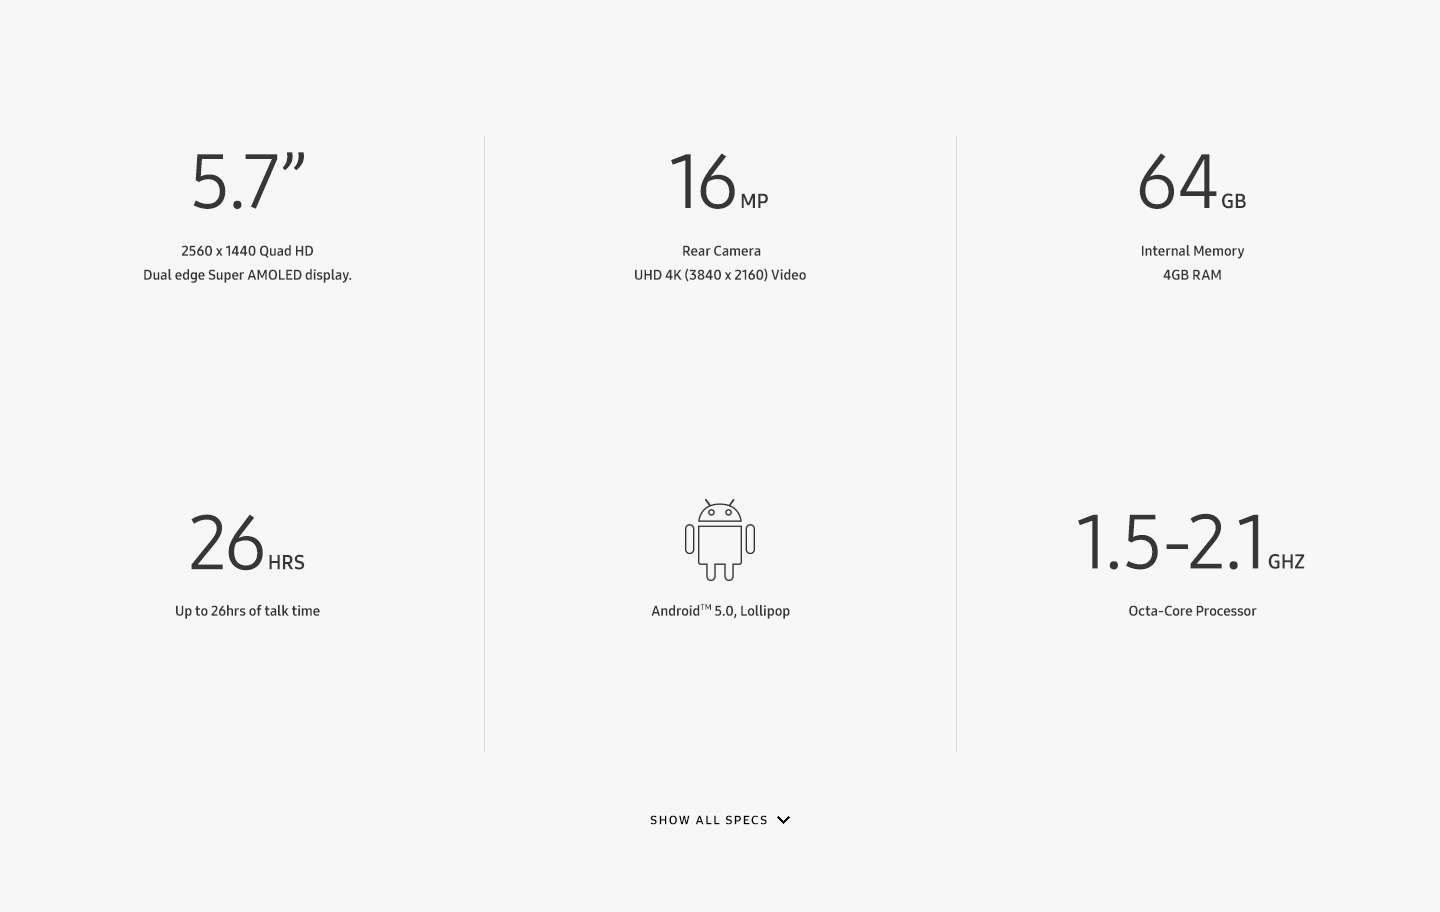 5.7”
2560 x 1440 Quad HD
Dual edge Super AMOLED display.
16 MP
Rear Camera
UHD 4K (3840 x 2160) Video
64 GB
Internal Memory
4GB RAM
26 HRS
Up to 26hrs of talk time
Android™ 5.0, Lollipop
1.5-2.1 GHZ
Octa-Core Processor
SHOW ALL SPECS